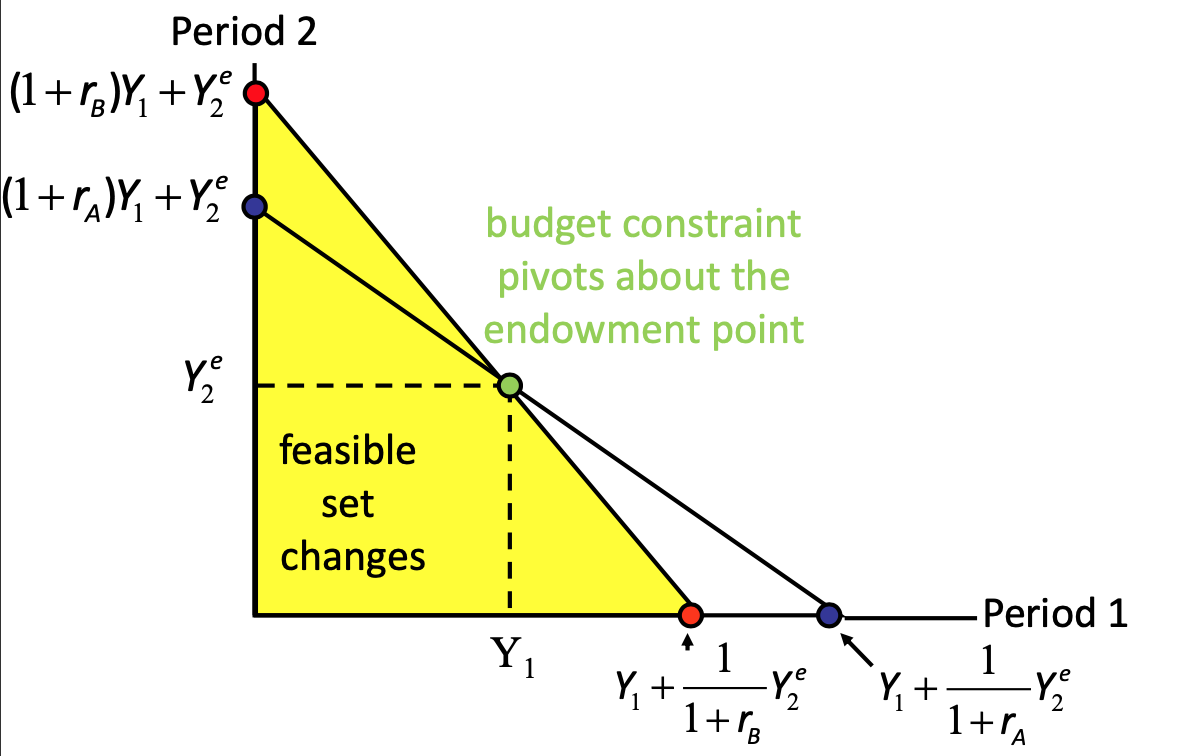 Period 2
(1+r_B)Y_1+Y_2^e
(1+r_A)Y_1+Y_2^e
budget constraint
pivots about the
endowment point
Y_2^e
feasible
set
changes
Period 1
Y_1
Y_1+\frac{1}{1+r_B}Y_2^e
Y_1+\frac{1}{1+r_A}Y_2^e